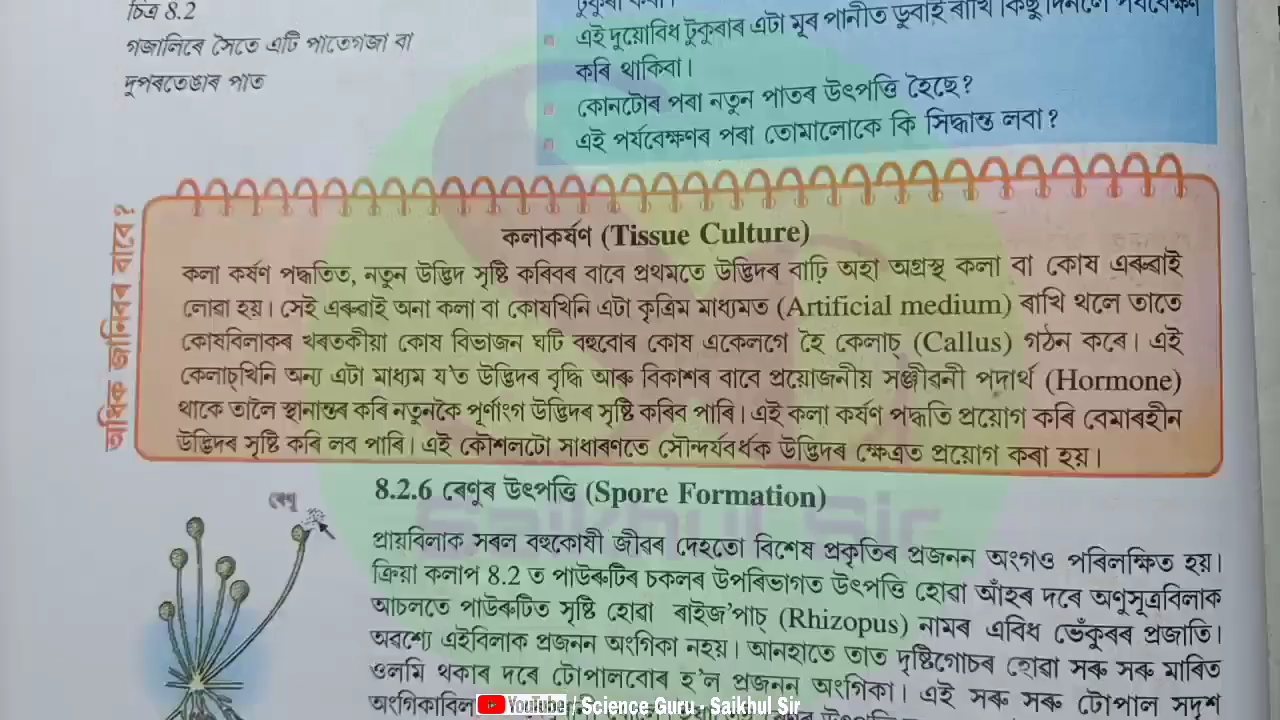 চিত্ৰ 8.2
গজালিৰে সৈতে এটি পাতেগজা বা
দুপৰতেঙাৰ পাত
এই দুয়োবিধ টুকুৰাৰ এটা মূৰ পানীত ডুবাই ৰাখি কিছু দিনলৈ পৰ্যবেক্ষণ
কৰি থাকিবা।
কোনটোৰ পৰা নতুন পাতৰ উৎপত্তি হৈছে?
এই পৰ্যবেক্ষণৰ পৰা তোমালোকে কি সিদ্ধান্ত লবা?
অধিক জানিবৰ বাবে?
কলাকৰ্ষণ (Tissue Culture)
কলা কৰ্ষণ পদ্ধতিত, নতুন উদ্ভিদ সৃষ্টি কৰিবৰ বাবে প্ৰথমতে উদ্ভিদৰ বাঢ়ি অহা অগ্ৰস্থ কলা বা কোষ এৰুৱাই
লোৱা হয়। সেই এৰুৱাই অনা কলা বা কোষখিনি এটা কৃত্ৰিম মাধ্যমত (Artificial medium) ৰাখি থলে তাতে
কোষবিলাকৰ খৰতকীয়া কোষ বিভাজন ঘটি বহুবোৰ কোষ একেলগে হৈ কেলাচ্ (Callus) গঠন কৰে। এই
কেলাচ্‌খিনি অন্য এটা মাধ্যম য'ত উদ্ভিদৰ বৃদ্ধি আৰু বিকাশৰ বাবে প্ৰয়োজনীয় সঞ্জীৱনী পদাৰ্থ (Hormone)
থাকে তালৈ স্থানান্তৰ কৰি নতুনকৈ পূৰ্ণাংগ উদ্ভিদৰ সৃষ্টি কৰিব পাৰি। এই কলা কৰ্ষণ পদ্ধতি প্ৰয়োগ কৰি বেমাৰহীন
উদ্ভিদৰ সৃষ্টি কৰি লব পাৰি। এই কৌশলটো সাধাৰণতে সৌন্দৰ্যবৰ্ধক উদ্ভিদৰ ক্ষেত্ৰত প্ৰয়োগ কৰা হয়।
8.2.6 ৰেণুৰ উৎপত্তি (Spore Formation)
ৰেণু
প্ৰায়বিলাক সৰল বহুকোষী জীৱৰ দেহতো বিশেষ প্ৰকৃতিৰ প্ৰজনন অংগও পৰিলক্ষিত হয়।
ক্ৰিয়া কলাপ 8.2 ত পাউৰুটিৰ চকলৰ উপৰিভাগত উৎপত্তি হোৱা আঁহৰ দৰে অণুসূত্ৰবিলাক
আচলতে পাউৰুটিত সৃষ্টি হোৱা ৰাইজ'পাচ্ (Rhizopus) নামৰ এবিধ ভেঁকুৰৰ প্ৰজাতি।
অৱশ্যে এইবিলাক প্ৰজনন অংগিকা নহয়। আনহাতে তাত দৃষ্টিগোচৰ হোৱা সৰু সৰু মাৰিত
ওলমি থকাৰ দৰে টোপালবোৰ হ'ল প্ৰজনন অংগিকা। এই সৰু সৰু টোপাল সদৃশ
YouTube / Science Guru - Saikhul Sir
Saikhul Sir